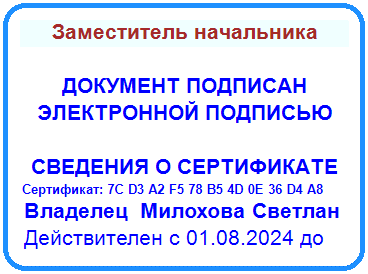 Заместитель начальника
ДОКУМЕНТ ПОДПИСАН
ЭЛЕКТРОННОЙ ПОДПИСЬЮ
СВЕДЕНИЯ О СЕРТИФИКАТЕ
Сертификат: 7C D3 A2 F5 78 B5 4D 0E 36 D4 A8
Владелец Милохова Светлан
Действителен с 01.08.2024 до